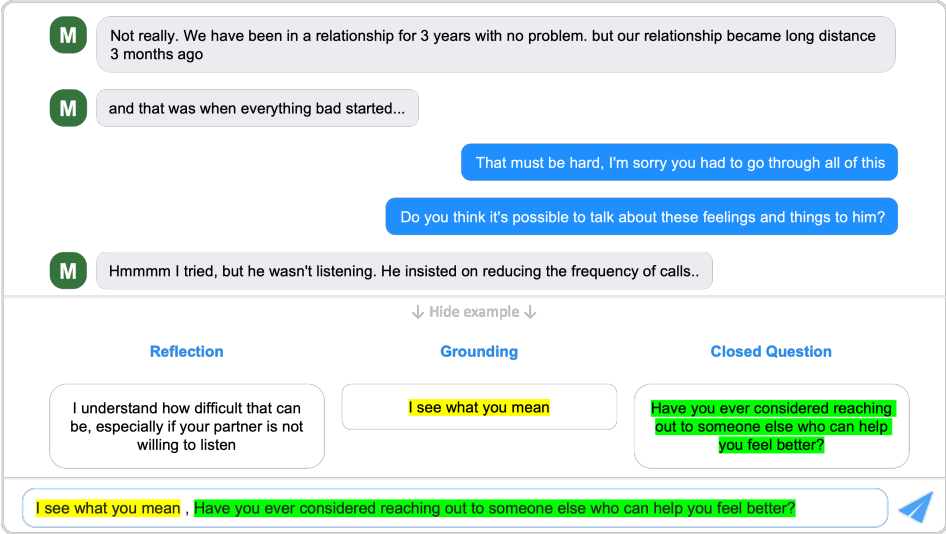 M
Not really. We have been in a relationship for 3 years with no problem. but our relationship became long distance
3 months ago
M
and that was when everything bad started...
That must be hard, I'm sorry you had to go through all of this
Do you think it's possible to talk about these feelings and things to him?
M
Hmmmm I tried, but he wasn't listening. He insisted on reducing the frequency of calls..
↓ Hide example ↓
Reflection
I understand how difficult that can
be, especially if your partner is not
willing to listen
Grounding
I see what you mean
Closed Question
Have you ever considered reaching
out to someone else who can help
you feel better?
I see what you mean , Have you ever considered reaching out to someone else who can help you feel better?